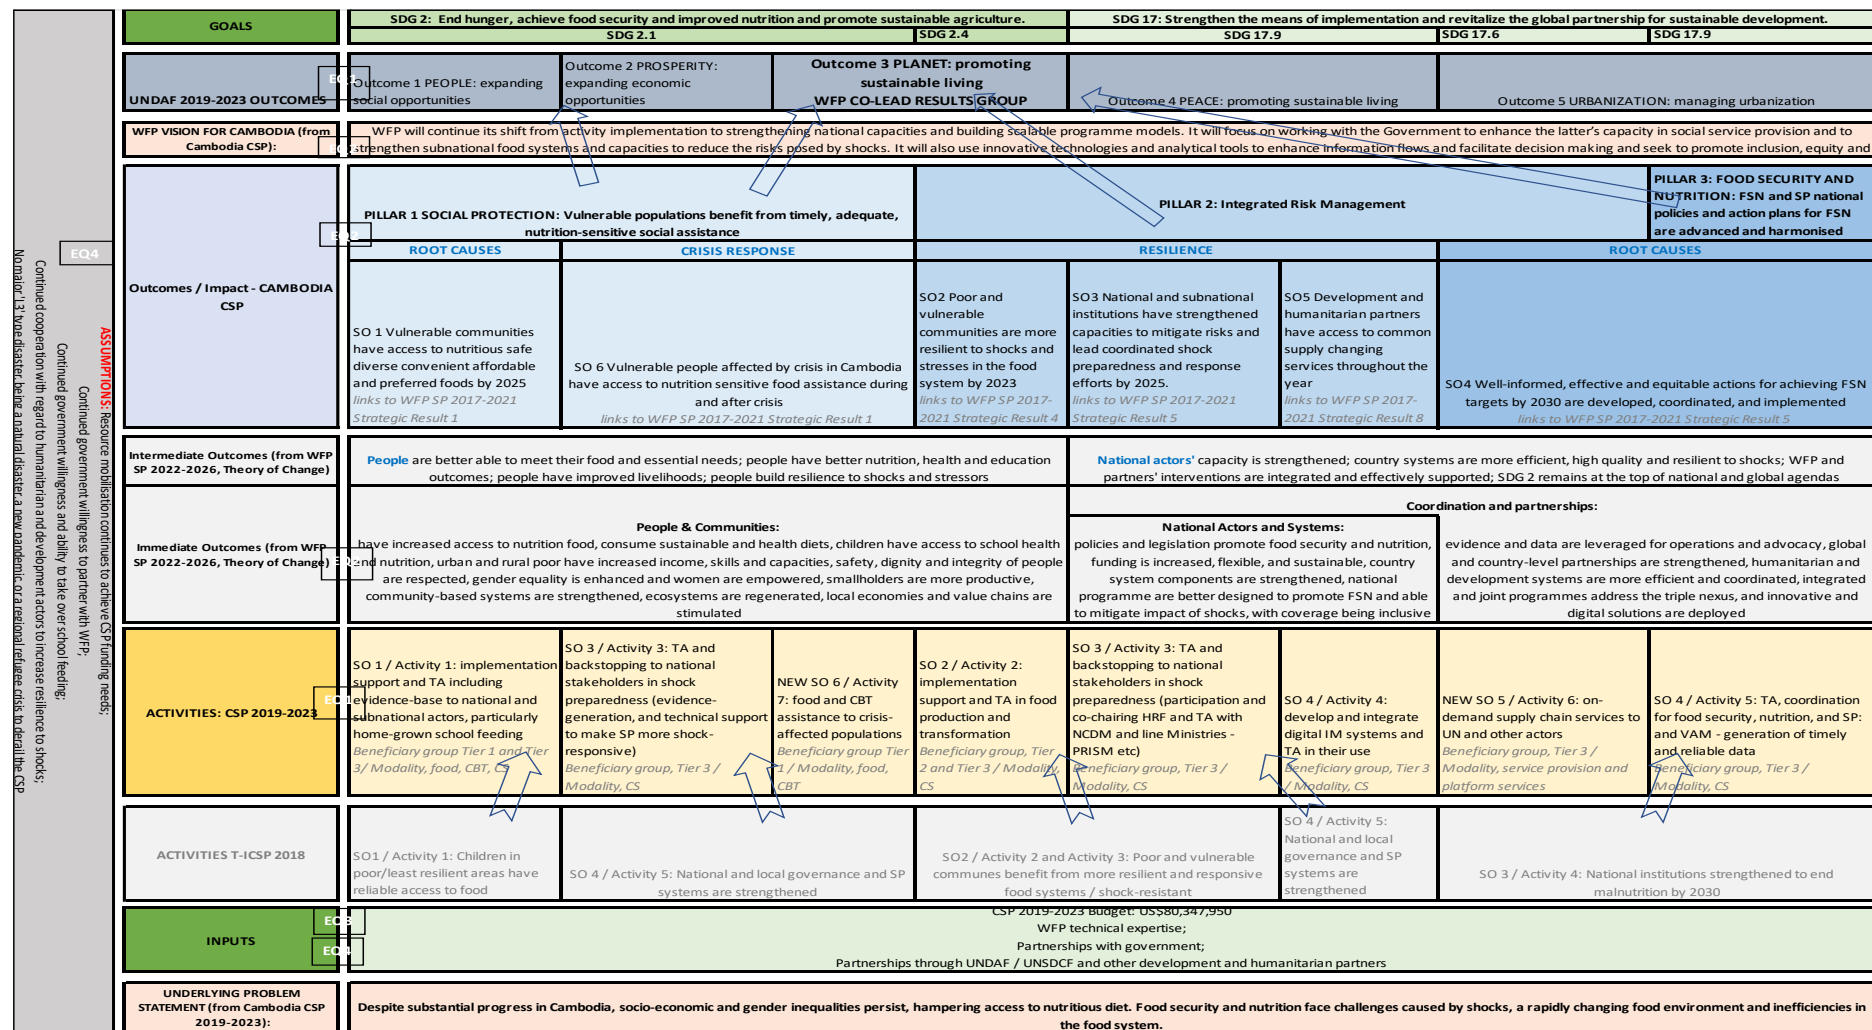 GOALS
SDG 2:  End hunger, achieve food security and improved nutrition and promote sustainable agriculture.
SDG 17: Strengthen the means of implementation and revitalize the global partnership for sustainable development.
SDG 2.1
SDG 2.4
SDG 17.9
SDG 17.6
SDG 17.9
UNDAF 2019-2023 OUTCOMES
EQ1
Outcome 1 PEOPLE: expanding
social opportunities
Outcome 2 PROSPERITY:
expanding economic
opportunities
Outcome 3 PLANET: promoting
sustainable living
WFP CO-LEAD RESULTS GROUP
Outcome 4 PEACE: promoting sustainable living
Outcome 5 URBANIZATION: managing urbanization
WFP VISION FOR CAMBODIA (from
Cambodia CSP):
WFP will continue its shift from activity implementation to strengthening national capacities and building scalable programme models. It will focus on working with the Government to enhance the latter's capacity in social service provision and to
strengthen subnational food systems and capacities to reduce the risks posed by shocks. It will also use innovative technologies and analytical tools to enhance information flows and facilitate decision making and seek to promote inclusion, equity and
Outcomes / Impact - CAMBODIA
CSP
EQ2
PILLAR 1 SOCIAL PROTECTION: Vulnerable populations benefit from timely, adequate,
nutrition-sensitive social assistance
PILLAR 2: Integrated Risk Management
PILLAR 3: FOOD SECURITY AND
NUTRITION: FSN and SP national
policies and action plans for FSN
are advanced and harmonised
ROOT CAUSES
CRISIS RESPONSE
RESILIENCE
ROOT CAUSES
SO 1 Vulnerable communities
have access to nutritious safe
diverse convenient affordable
and preferred foods by 2025
links to WFP SP 2017-2021
Strategic Result 1
SO 6 Vulnerable people affected by crisis in Cambodia
have access to nutrition sensitive food assistance during
and after crisis
links to WFP SP 2017-2021 Strategic Result 1
SO2 Poor and
vulnerable
communities are more
resilient to shocks and
stresses in the food
system by 2023
links to WFP SP 2017-
2021 Strategic Result 4
SO3 National and subnational
institutions have strengthened
capacities to mitigate risks and
lead coordinated shock
preparedness and response
efforts by 2025.
links to WFP SP 2017-2021
Strategic Result 5
SO5 Development and
humanitarian partners
have access to common
supply changing
services throughout the
year
links to WFP SP 2017-
2021 Strategic Result 8
SO4 Well-informed, effective and equitable actions for achieving FSN
targets by 2030 are developed, coordinated, and implemented
links to WFP SP 2017-2021 Strategic Result 5
Intermediate Outcomes (from WFP
SP 2022-2026, Theory of Change)
People are better able to meet their food and essential needs; people have better nutrition, health and education
outcomes; people have improved livelihoods; people build resilience to shocks and stressors
National actors' capacity is strengthened; country systems are more efficient, high quality and resilient to shocks; WFP and
partners' interventions are integrated and effectively supported; SDG 2 remains at the top of national and global agendas
Immediate Outcomes (from WFP
SP 2022-2026, Theory of Change)
People & Communities:
have increased access to nutrition food, consume sustainable and health diets, children have access to school health
and nutrition, urban and rural poor have increased income, skills and capacities, safety, dignity and integrity of people
are respected, gender equality is enhanced and women are empowered, smallholders are more productive,
community-based systems are strengthened, ecosystems are regenerated, local economies and value chains are
stimulated
Coordination and partnerships:
National Actors and Systems:
policies and legislation promote food security and nutrition,
funding is increased, flexible, and sustainable, country
system components are strengthened, national
programme are better designed to promote FSN and able
to mitigate impact of shocks, with coverage being inclusive
evidence and data are leveraged for operations and advocacy, global
and country-level partnerships are strengthened, humanitarian and
development systems are more efficient and coordinated, integrated
and joint programmes address the triple nexus, and innovative and
digital solutions are deployed
ACTIVITIES: CSP 2019-2023
SO 1 / Activity 1: implementation
support and TA including
evidence-base to national and
subnational actors, particularly
home-grown school feeding
Beneficiary group Tier 1 and Tier
3/ Modality, food, CBT, CS
SO 3 / Activity 3: TA and
backstopping to national
stakeholders in shock
preparedness (evidence-
generation, and technical support
to make SP more shock-
responsive)
Beneficiary group, Tier 3 /
Modality, CS
NEW SO 6 / Activity
7: food and CBT
assistance to crisis-
affected populations
Beneficiary group Tier
1 / Modality, food,
CBT
SO 2 / Activity 2:
implementation
support and TA in food
production and
transformation
Beneficiary group, Tier
2 and Tier 3 / Modality,
CS
SO 3 / Activity 3: TA and
backstopping to national
stakeholders in shock
preparedness (participation and
co-chairing HRF and TA with
NCDM and line Ministries -
PRISM etc)
Beneficiary group, Tier 3 /
Modality, CS
SO 4 / Activity 4:
develop and integrate
digital IM systems and
TA in their use
Beneficiary group, Tier 3
/ Modality, CS
NEW SO 5 / Activity 6: on-
demand supply chain services to
UN and other actors
Beneficiary group, Tier 3 /
Modality, service provision and
platform services
SO 4 / Activity 5: TA, coordination
for food security, nutrition, and SP:
and VAM - generation of timely
and reliable data
Beneficiary group, Tier 3 /
Modality, CS
ACTIVITIES T-ICSP 2018
SO1 / Activity 1: Children in
poor/least resilient areas have
reliable access to food
SO 4 / Activity 5: National and local governance and SP
systems are strengthened
SO2 / Activity 2 and Activity 3: Poor and vulnerable
communes benefit from more resilient and responsive
food systems / shock-resistant
SO 4 / Activity 5:
National and local
governance and SP
systems are
strengthened
SO 3 / Activity 4: National institutions strengthened to end
malnutrition by 2030
INPUTS
EQ3
EQ4
CSP 2019-2023 Budget: US$80,347,950
WFP technical expertise;
Partnerships with government;
Partnerships through UNDAF / UNSDCF and other development and humanitarian partners
UNDERLYING PROBLEM
STATEMENT (from Cambodia CSP
2019-2023):
Despite substantial progress in Cambodia, socio-economic and gender inequalities persist, hampering access to nutritious diet. Food security and nutrition face challenges caused by shocks, a rapidly changing food environment and inefficiencies in
the food system.
EQ4
ASSUMPTIONS: Resource mobilisation continues to achieve CSP funding needs;
Continued government willingness to partner with WFP;
Continued government willingness and ability to take over school feeding;
Continued cooperation with regard to humanitarian and development actors to increase resilience to shocks;
No major 'L3' type disaster, being a natural disaster, a new pandemic, or a regional refugee crisis to derail the CSP